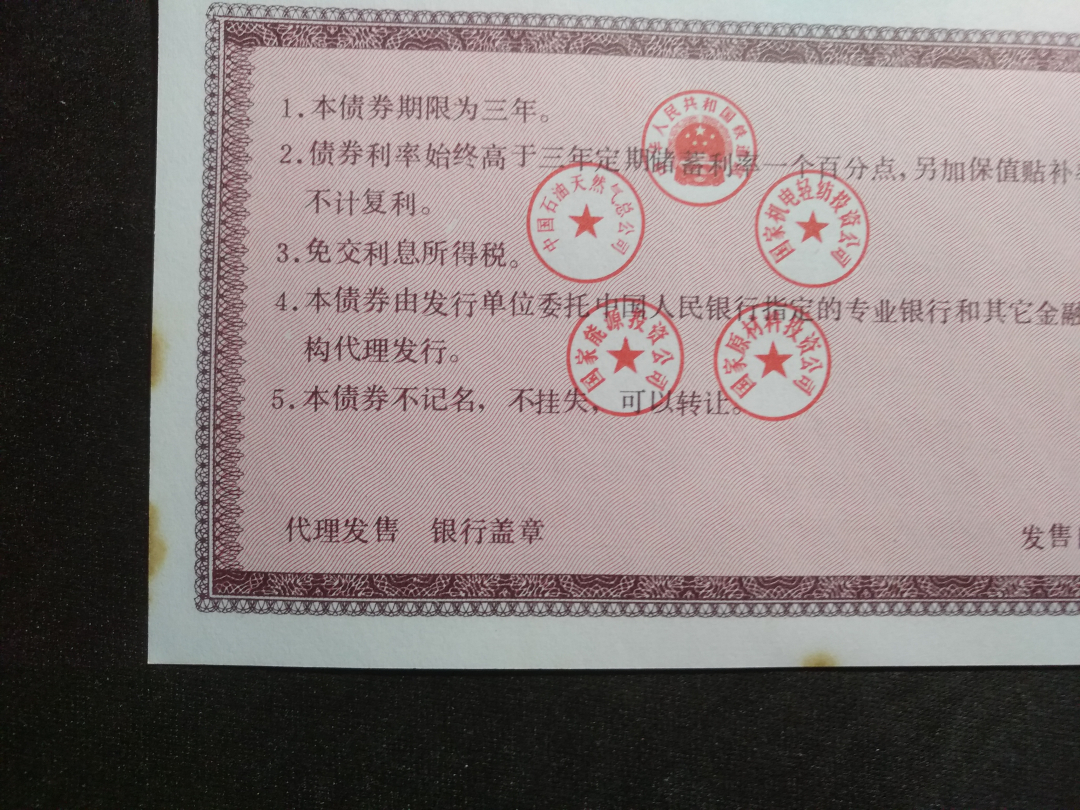 1.本债券期限为三年。
2.债券利率始终高于三年定期储蓄利率一个百分点,另加保值贴补
不计复利。
3.免交利息所得税。
4.本债券由发行单位委托中国人民银行指定的专业银行和其它金融
构代理发行。
5.本债券不记名，不挂失，可以转让。
代理发售 银行盖章
发售
人民共和国铁道
中国石油天然气总公司
国家机电轻纺投资公司
国家能源投资公司
国家原材料投资公司